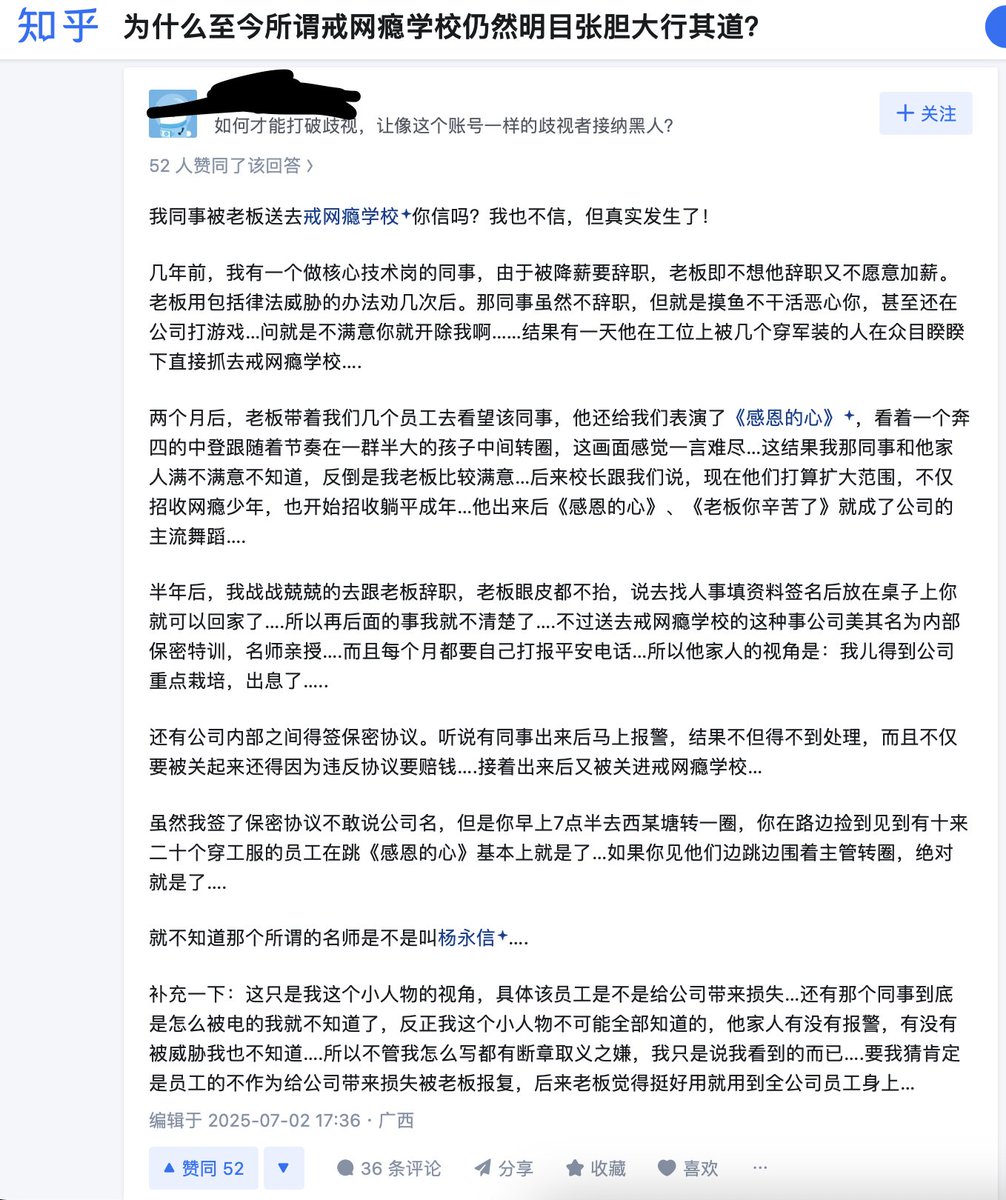 知乎 为什么至今所谓戒网瘾学校仍然明目张胆大行其道?
如何才能打破歧视，让像这个账号一样的歧视者接纳黑人?
+ 关注
52 人赞同了该回答 >
我同事被老板送去戒网瘾学校你信吗？我也不信，但真实发生了！
几年前，我有一个做核心技术岗的同事，由于被降薪要辞职，老板即不想他辞职又不愿意加薪。
老板用包括律法威胁的办法劝几次后。那同事虽然不辞职，但就是摸鱼不干活恶心你，甚至还在
公司打游戏...问就是不满意你就开除我啊......结果有一天他在工位上被几个穿军装的人在众目睽睽
下直接抓去戒网瘾学校....
两个月后，老板带着我们几个员工去看望该同事，他还给我们表演了《感恩的心》，看着一个奔
四的中登跟随着节奏在一群半大的孩子中间转圈，这画面感觉一言难尽...这结果我那同事和他家
人满不满意不知道，反倒是我老板比较满意...后来校长跟我们说，现在他们打算扩大范围，不仅
招收网瘾少年，也开始招收躺平成年...他出来后《感恩的心》、《老板你辛苦了》就成了公司的
主流舞蹈....
半年后，我战战兢兢的去跟老板辞职，老板眼皮都不抬，说去找人事填资料签名后放在桌子上你
就可以回家了....所以再后面的事我就不清楚了....不过送去戒网瘾学校的这种事公司美其名为内部
保密特训，名师亲授....而且每个月都要自己打报平安电话...所以他家人的视角是：我儿得到公司
重点栽培，出息了.....
还有公司内部之间得签保密协议。听说有同事出来后马上报警，结果不但得不到处理，而且不仅
要被关起来还得因为违反协议要赔钱....接着出来后又被关进戒网瘾学校...
虽然我签了保密协议不敢说公司名，但是你早上7点半去西某塘转一圈，你在路边捡到见到有十来
二十个穿工服的员工在跳《感恩的心》基本上就是了...如果你见他们边跳边围着主管转圈，绝对
就是了....
就不知道那个所谓的名师是不是叫杨永信....
补充一下：这只是我这个小人物的视角，具体该员工是不是给公司带来损失...还有那个同事到底
是怎么被电的我就不知道了，反正我这个小人物不可能全部知道的，他家人有没有报警，有没有
被威胁我也不知道....所以不管我怎么写都有断章取义之嫌，我只是说我看到的而已....要我猜肯定
是员工的不作为给公司带来损失被老板报复，后来老板觉得挺好用就用到全公司员工身上...
编辑于 2025-07-02 17:36 · 广西
▲ 赞同 52 ▼ 36 条评论 分享 收藏 喜欢 ···